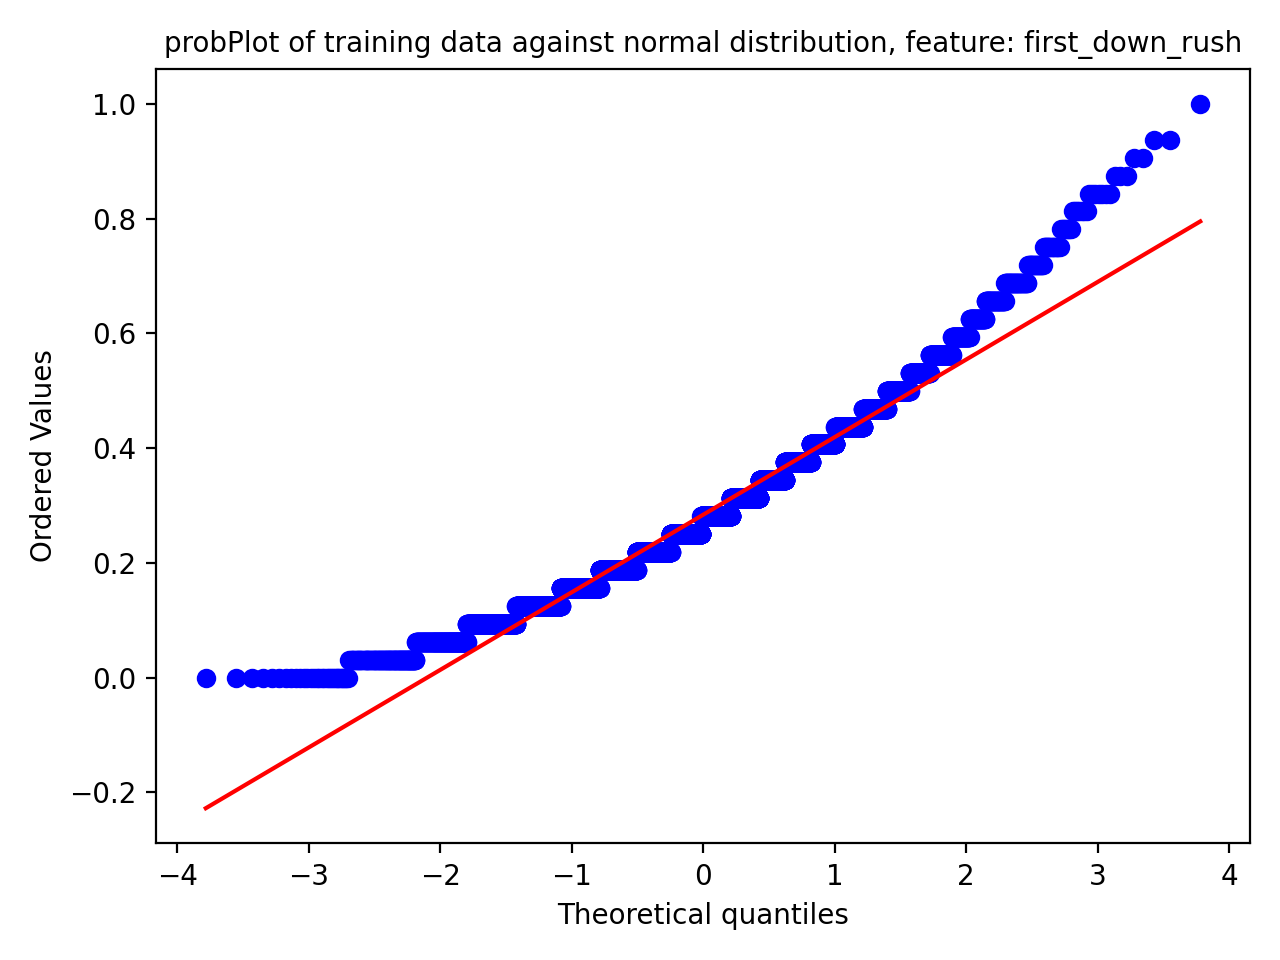 probPlot of training data against normal distribution, feature: first_down_rush
1.0
0.8
0.6
0.4
0.2
0.0
−0.2
Ordered Values
−4 −3 −2 −1 0 1 2 3 4
Theoretical quantiles